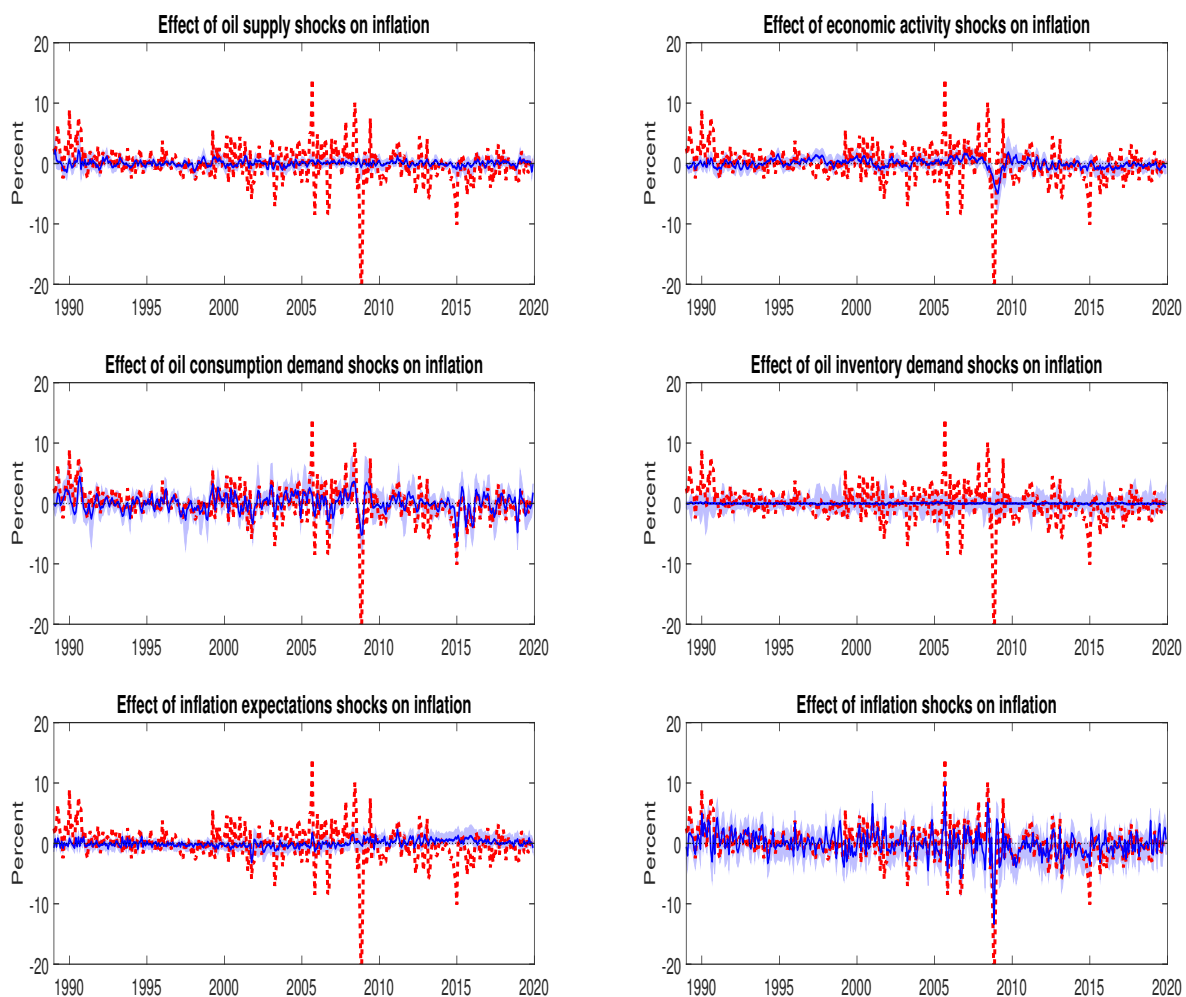 Effect of oil supply shocks on inflation
Percent
20
10
0
-10
-20
1990 1995 2000 2005 2010 2015 2020
Effect of economic activity shocks on inflation
Percent
20
10
0
-10
-20
1990 1995 2000 2005 2010 2015 2020
Effect of oil consumption demand shocks on inflation
Percent
20
10
0
-10
-20
1990 1995 2000 2005 2010 2015 2020
Effect of oil inventory demand shocks on inflation
Percent
20
10
0
-10
-20
1990 1995 2000 2005 2010 2015 2020
Effect of inflation expectations shocks on inflation
Percent
20
10
0
-10
-20
1990 1995 2000 2005 2010 2015 2020
Effect of inflation shocks on inflation
Percent
20
10
0
-10
-20
1990 1995 2000 2005 2010 2015 2020